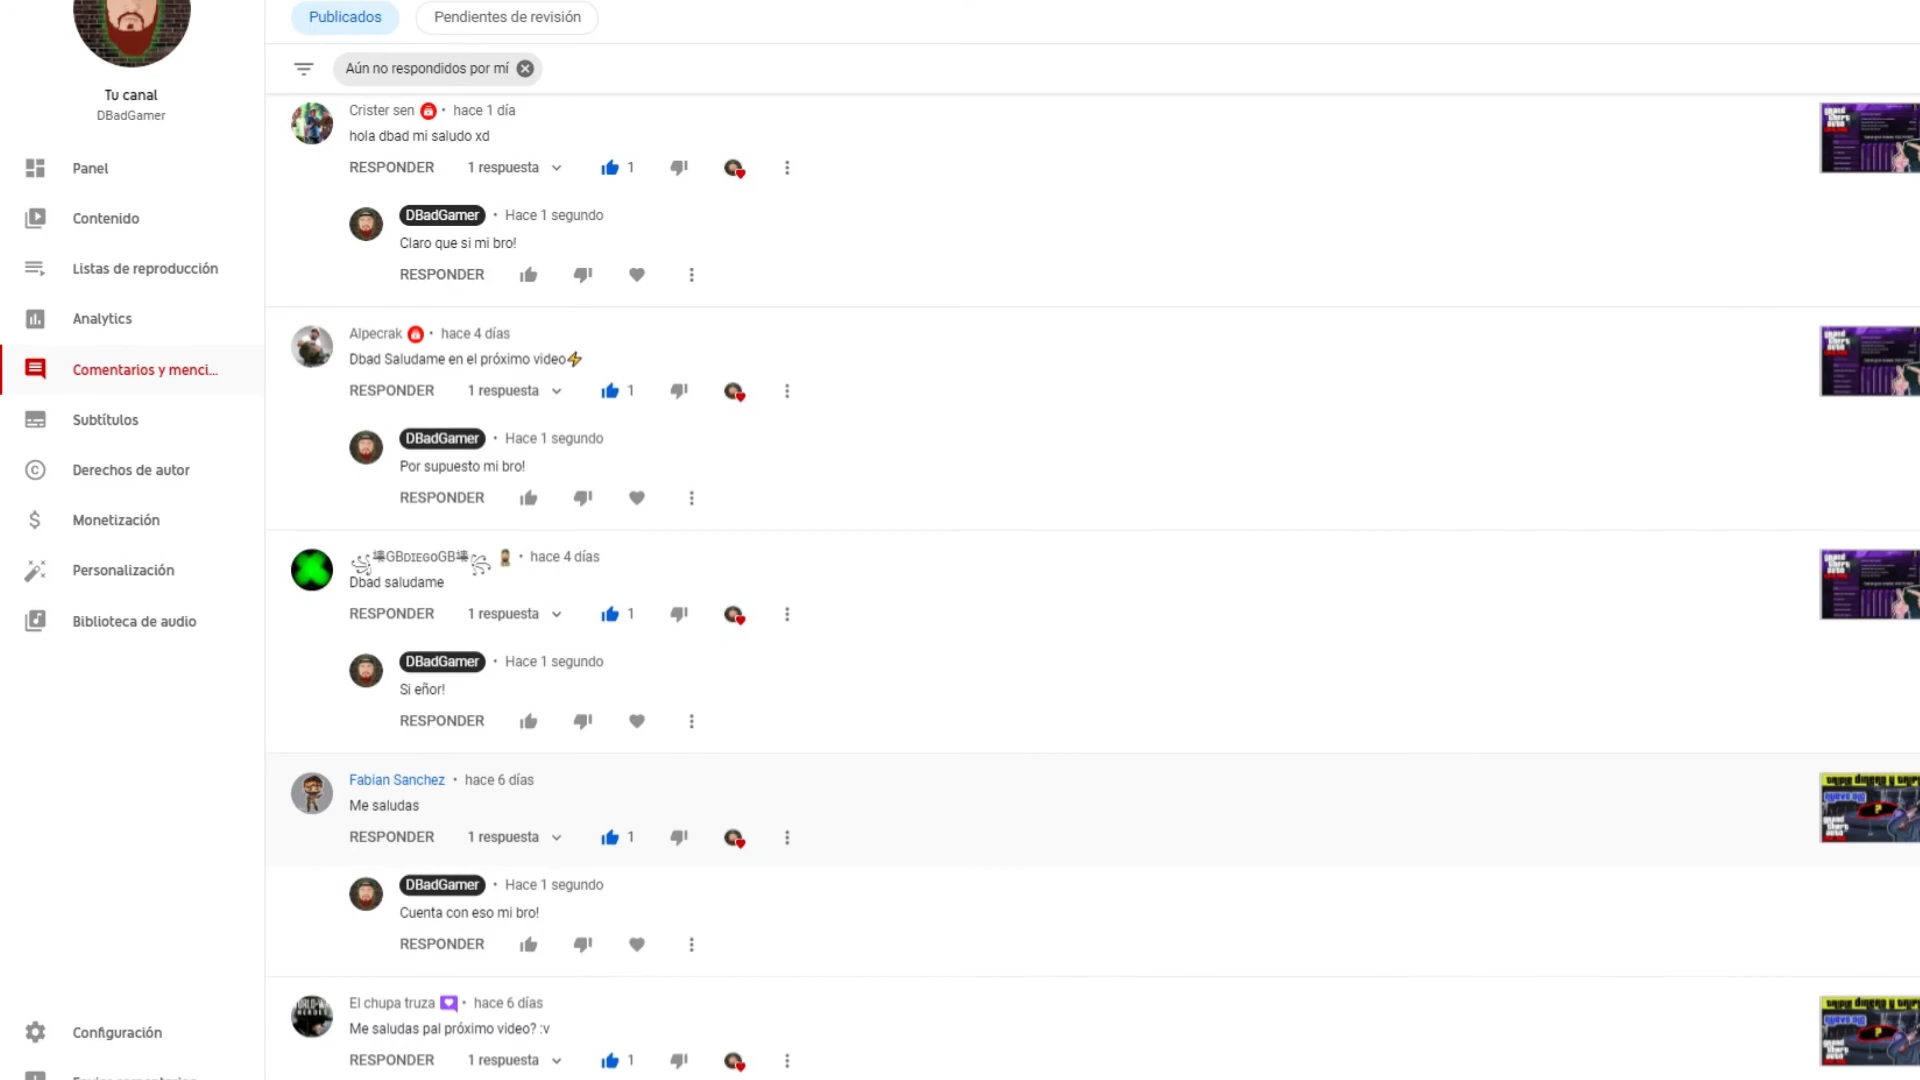 Publicados
Pendientes de revisión
Aún no respondidos por mí
Tu canal
DBadGamer
Panel
Contenido
Listas de reproducción
Analytics
Comentarios y menci...
Subtítulos
Derechos de autor
Monetización
Personalización
Biblioteca de audio
Configuración
Crister sen • hace 1 día
hola dbad mi saludo xd
RESPONDER 1 respuesta 1
DBadGamer • Hace 1 segundo
Claro que si mi bro!
RESPONDER
Alpecrak • hace 4 días
Dbad Saludame en el próximo video⚡
RESPONDER 1 respuesta 1
DBadGamer • Hace 1 segundo
Por supuesto mi bro!
RESPONDER
GBDIEGOGB • hace 4 días
Dbad saludame
RESPONDER 1 respuesta 1
DBadGamer • Hace 1 segundo
Si eñor!
RESPONDER
Fabian Sanchez • hace 6 días
Me saludas
RESPONDER 1 respuesta 1
DBadGamer • Hace 1 segundo
Cuenta con eso mi bro!
RESPONDER
El chupa truza • hace 6 días
Me saludas pal próximo video? :v
RESPONDER 1 respuesta 1